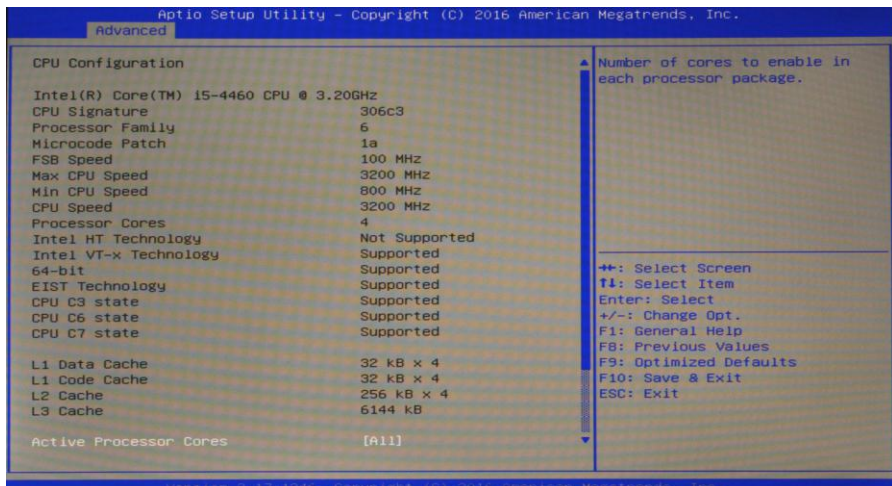 Aptio Setup Utility – Copyright (C) 2016 American Megatrends, Inc.
Advanced
CPU Configuration
Intel(R) Core(TM) i5-4460 CPU @ 3.20GHz
CPU Signature 306c3
Processor Family 6
Microcode Patch 1a
FSB Speed 100 MHz
Max CPU Speed 3200 MHz
Min CPU Speed 800 MHz
CPU Speed 3200 MHz
Processor Cores 4
Intel HT Technology Not Supported
Intel VT-x Technology Supported
64-bit Supported
EIST Technology Supported
CPU C3 state Supported
CPU C6 state Supported
CPU C7 state Supported
L1 Data Cache 32 kB x 4
L1 Code Cache 32 kB x 4
L2 Cache 256 kB x 4
L3 Cache 6144 kB
Active Processor Cores [All]
Number of cores to enable in
each processor package.
→←: Select Screen
↑↓: Select Item
Enter: Select
+/-: Change Opt.
F1: General Help
F8: Previous Values
F9: Optimized Defaults
F10: Save & Exit
ESC: Exit